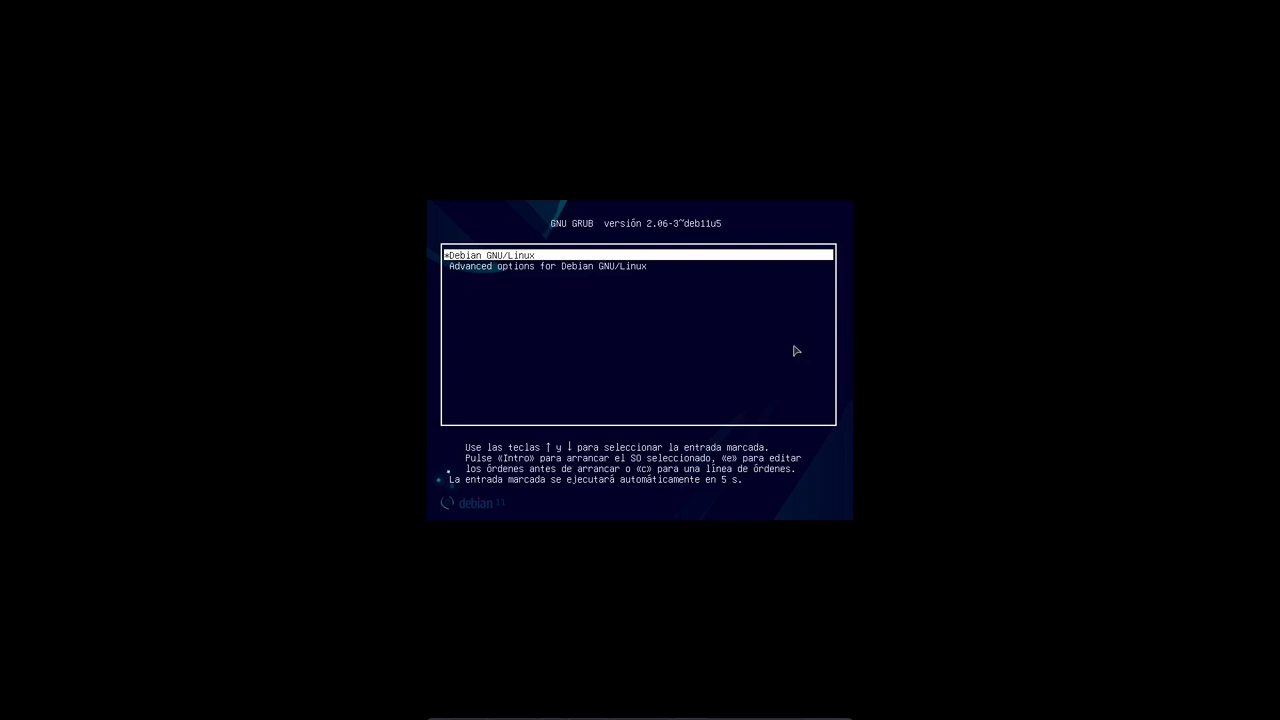 GNU GRUB versión 2.06-3~deb11u5
*Debian GNU/Linux
Advanced options for Debian GNU/Linux
Use las teclas ↑ y ↓ para seleccionar la entrada marcada.
Pulse «Intro» para arrancar el SO seleccionado, «e» para editar
los órdenes antes de arrancar o «c» para una línea de órdenes.
La entrada marcada se ejecutará automáticamente en 5 s.
debian 11